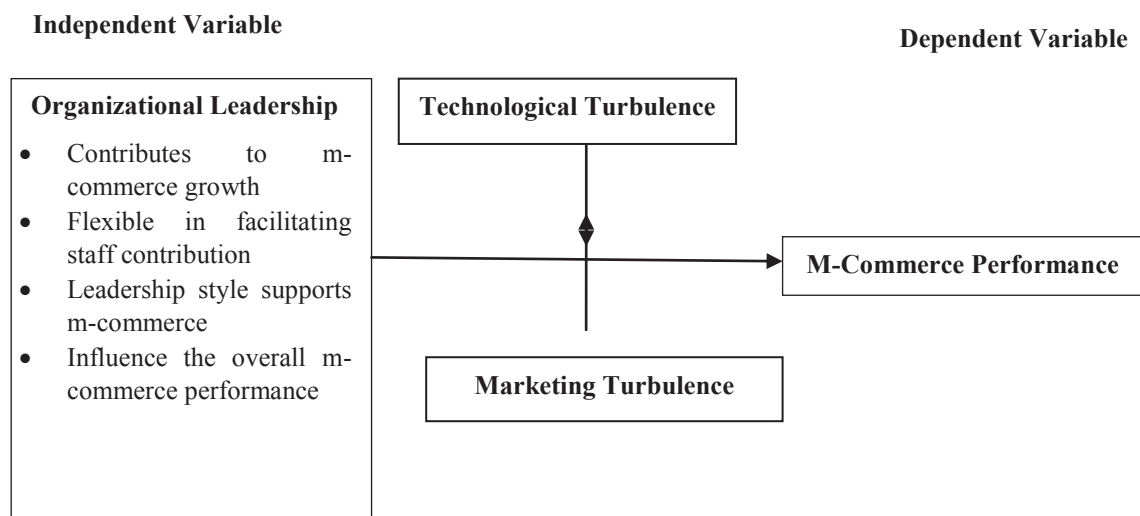 Independent Variable
Dependent Variable
Organizational Leadership
• Contributes to m-
commerce growth
• Flexible in facilitating
staff contribution
• Leadership style supports
m-commerce
• Influence the overall m-
commerce performance
Technological Turbulence
M-Commerce Performance
Marketing Turbulence